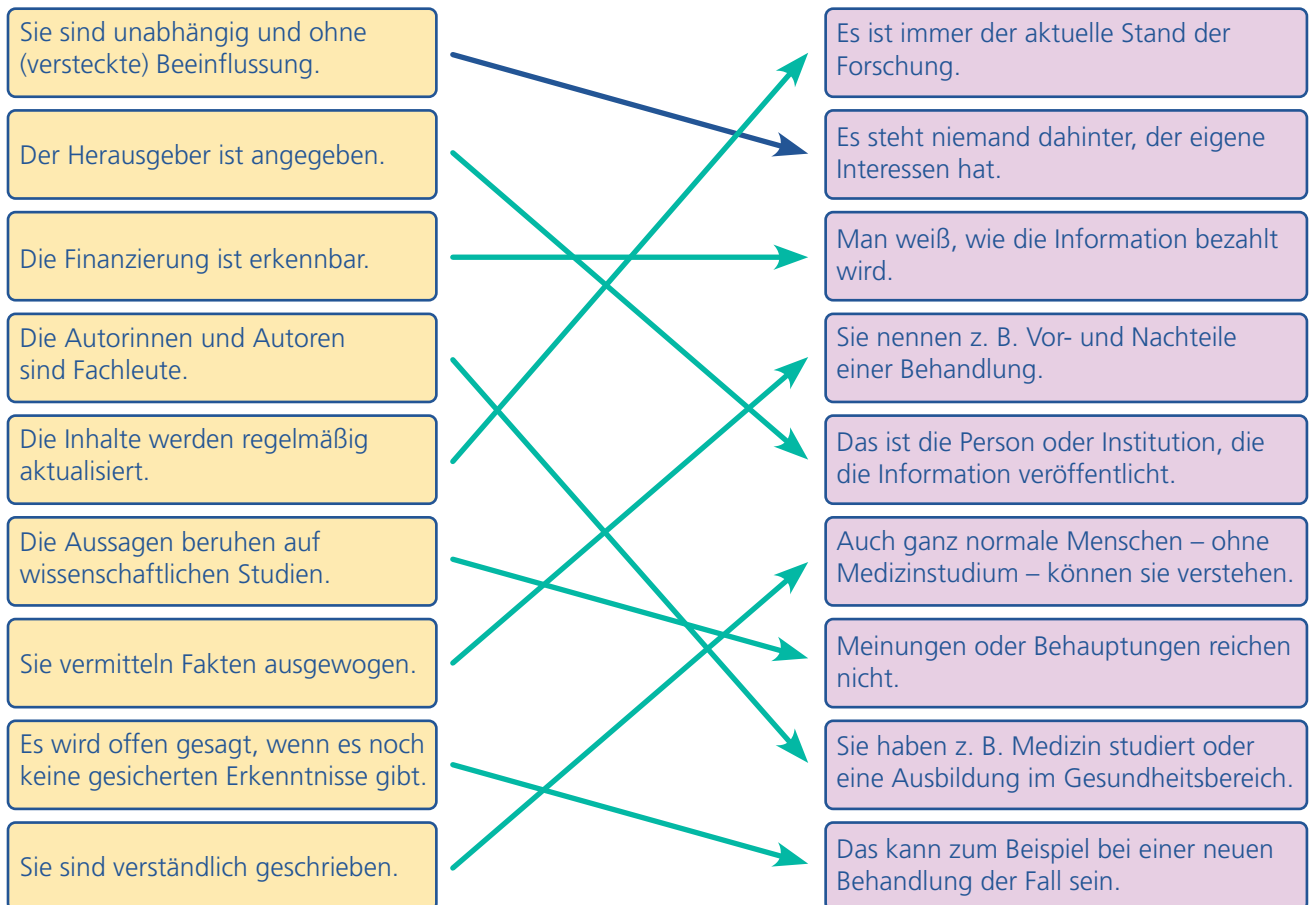 Sie sind unabhängig und ohne
(versteckte) Beeinflussung.
Der Herausgeber ist angegeben.
Die Finanzierung ist erkennbar.
Die Autorinnen und Autoren
sind Fachleute.
Die Inhalte werden regelmäßig
aktualisiert.
Die Aussagen beruhen auf
wissenschaftlichen Studien.
Sie vermitteln Fakten ausgewogen.
Es wird offen gesagt, wenn es noch
keine gesicherten Erkenntnisse gibt.
Sie sind verständlich geschrieben.
Es ist immer der aktuelle Stand der
Forschung.
Es steht niemand dahinter, der eigene
Interessen hat.
Man weiß, wie die Information bezahlt
wird.
Sie nennen z. B. Vor- und Nachteile
einer Behandlung.
Das ist die Person oder Institution, die
die Information veröffentlicht.
Auch ganz normale Menschen – ohne
Medizinstudium – können sie verstehen.
Meinungen oder Behauptungen reichen
nicht.
Sie haben z. B. Medizin studiert oder
eine Ausbildung im Gesundheitsbereich.
Das kann zum Beispiel bei einer neuen
Behandlung der Fall sein.